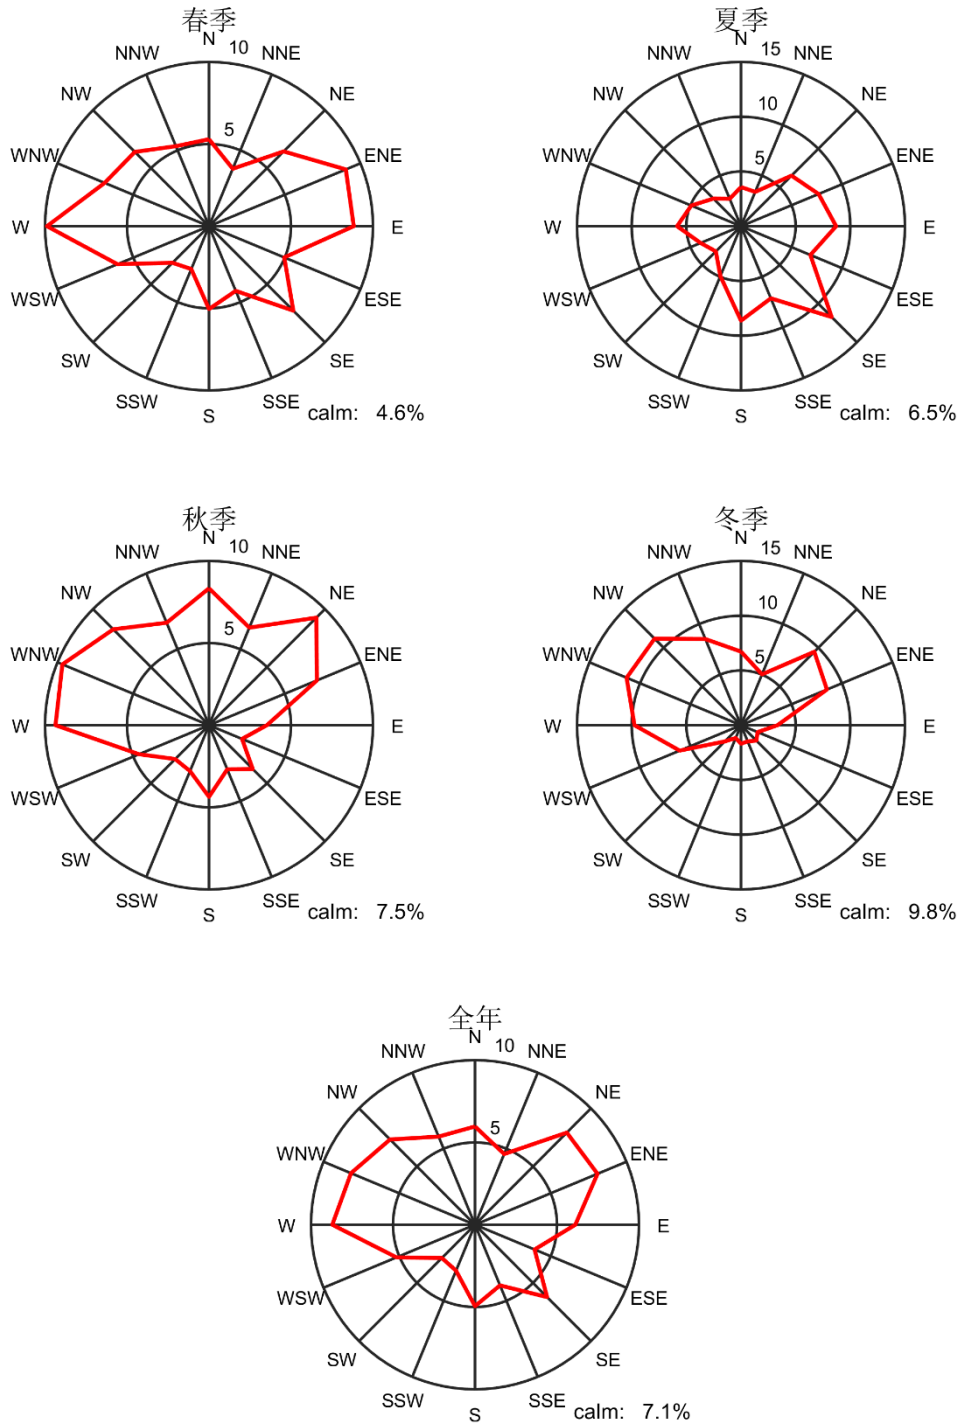 春季
N
10
NNW
NNE
NW
NE
5
WNW
ENE
W
E
WSW
ESE
SW
SE
SSW
SSE
S
calm: 4.6%
夏季
N
15
NNW
NNE
NW
NE
10
5
WNW
ENE
W
E
WSW
ESE
SW
SE
SSW
SSE
S
calm: 6.5%
秋季
N
10
NNW
NNE
NW
NE
5
WNW
ENE
W
E
WSW
ESE
SW
SE
SSW
SSE
S
calm: 7.5%
冬季
N
15
NNW
NNE
NW
NE
10
5
WNW
ENE
W
E
WSW
ESE
SW
SE
SSW
SSE
S
calm: 9.8%
全年
N
10
NNW
NNE
NW
NE
5
WNW
ENE
W
E
WSW
ESE
SW
SE
SSW
SSE
S
calm: 7.1%